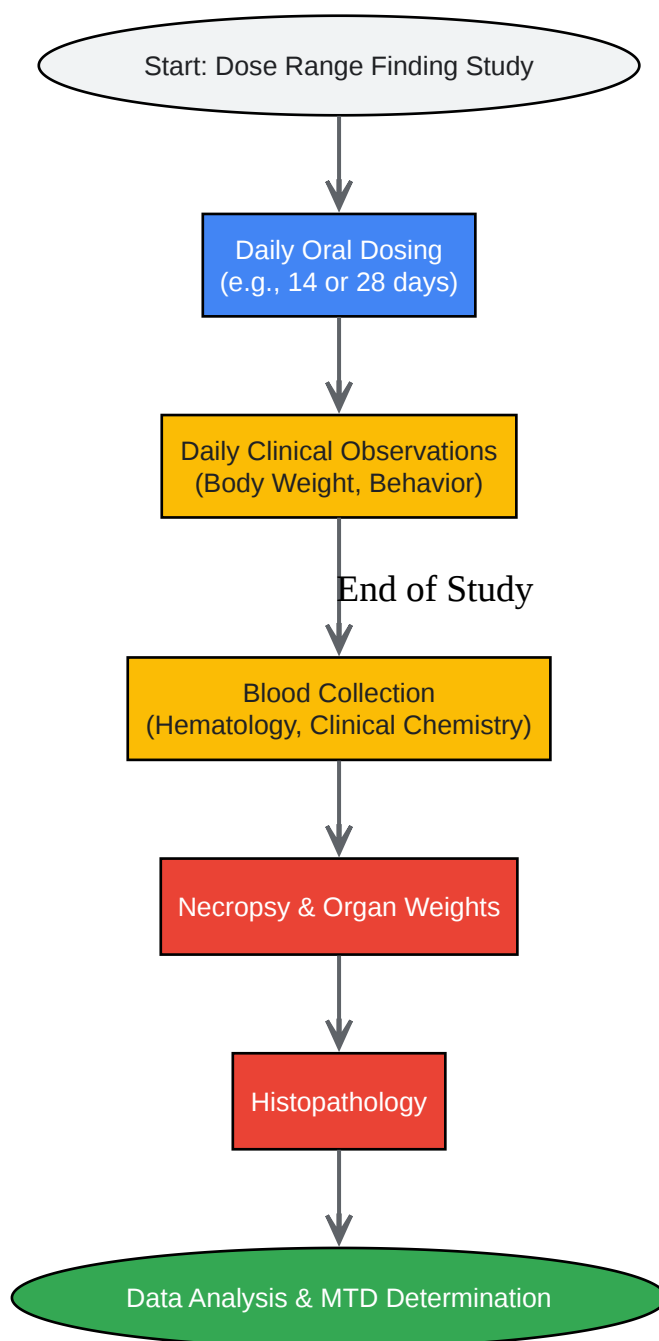 Start: Dose Range Finding Study
Daily Oral Dosing
(e.g., 14 or 28 days)
Daily Clinical Observations
(Body Weight, Behavior)
End of Study
Blood Collection
(Hematology, Clinical Chemistry)
Necropsy & Organ Weights
Histopathology
Data Analysis & MTD Determination